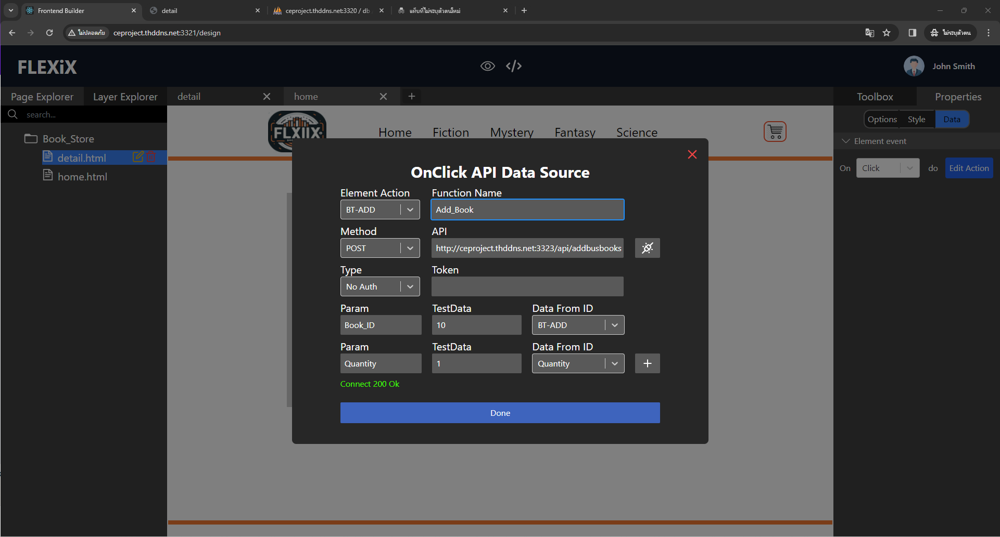 Frontend Builder
detail
ceproject.thddns.net:3320 / db
แท็บที่ไม่ระบุตัวตนใหม่
ไม่ปลอดภัย
ceproject.thddns.net:3321/design
ไม่ระบุตัวตน
FLEXiX
John Smith
Page Explorer
Layer Explorer
detail
home
Toolbox
Properties
search...
Options
Style
Data
Book_Store
detail.html
home.html
FLXIIX
Home
Fiction
Mystery
Fantasy
Science
Element event
On
Click
do
Edit Action
OnClick API Data Source
Element Action
Function Name
BT-ADD
Add_Book
Method
API
POST
http://ceproject.thddns.net:3323/api/addbusbooks
Type
Token
No Auth
Param
TestData
Data From ID
Book_ID
10
BT-ADD
Param
TestData
Data From ID
Quantity
1
Quantity
Connect 200 Ok
Done